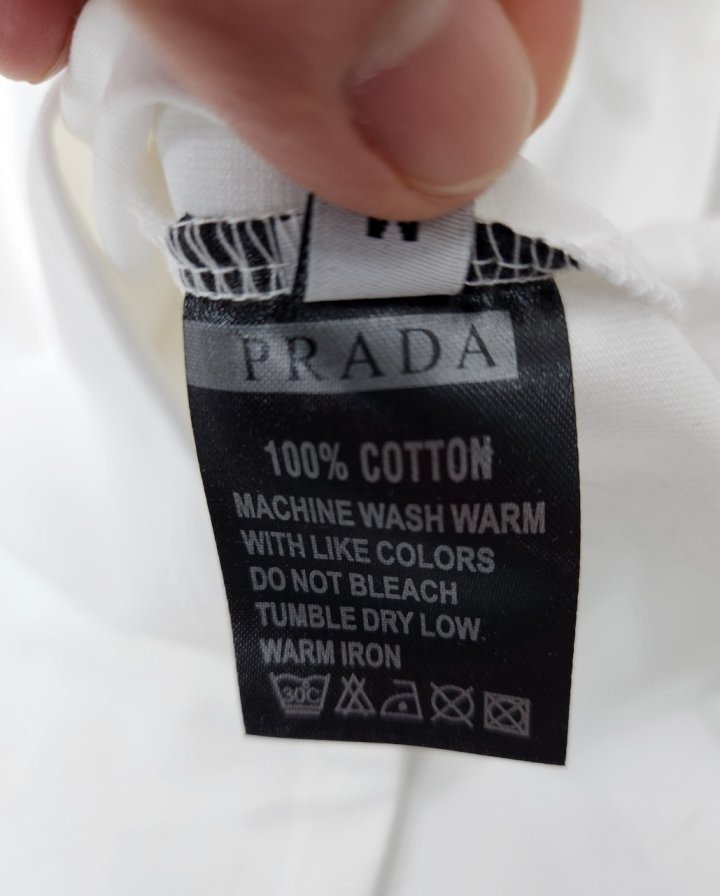 M
PRADA
100% COTTON
MACHINE WASH WARM
WITH LIKE COLORS
DO NOT BLEACH
TUMBLE DRY LOW
WARM IRON
30C